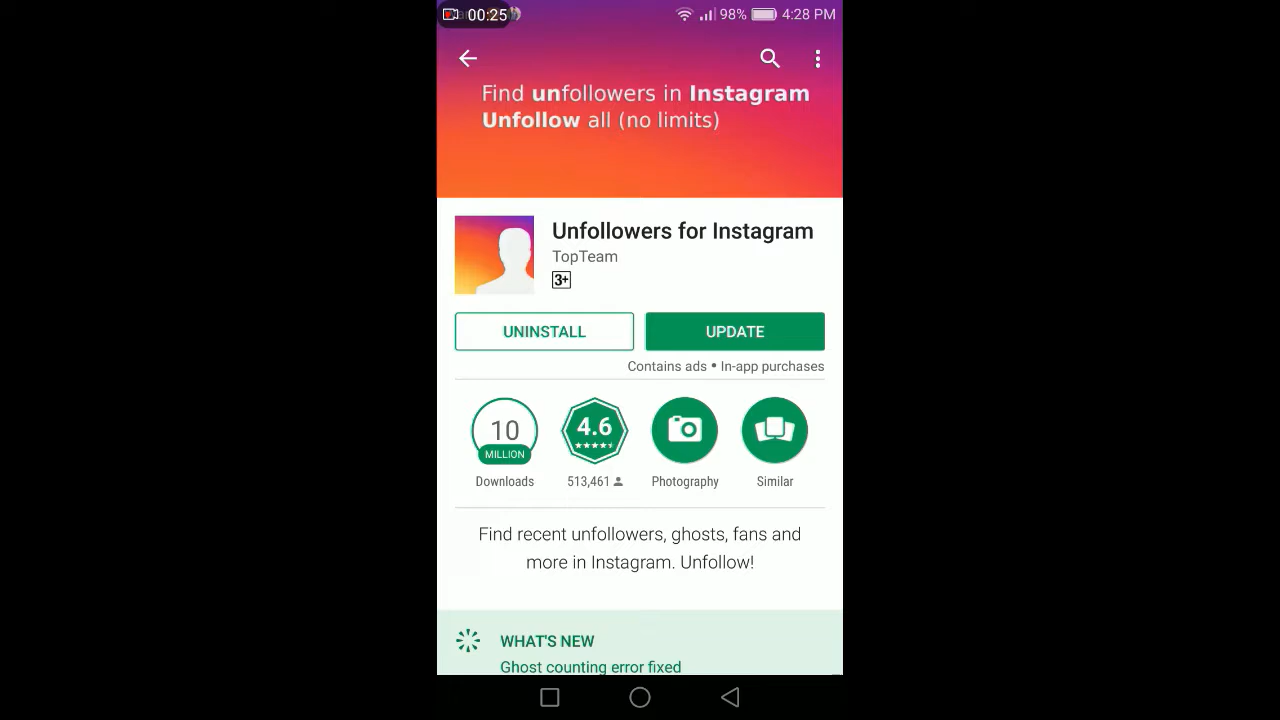 00:25 98% 4:28 PM
Find unfollowers in Instagram
Unfollow all (no limits)
Unfollowers for Instagram
TopTeam
3+
UNINSTALL UPDATE
Contains ads • In-app purchases
10 4.6
MILLION
Downloads 513,461 Photography Similar
Find recent unfollowers, ghosts, fans and
more in Instagram. Unfollow!
WHAT'S NEW
Ghost counting error fixed